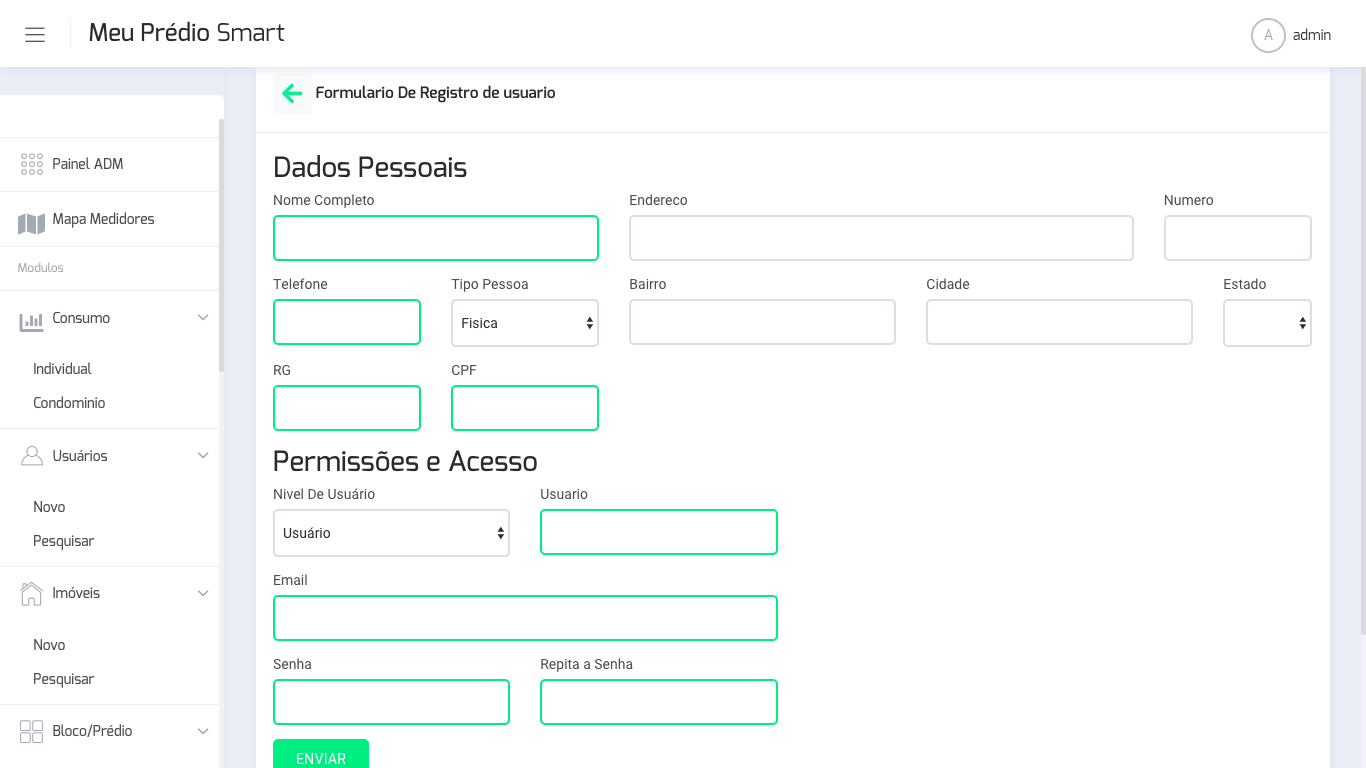 Meu Prédio Smart
A
admin
Painel ADM
Mapa Medidores
Modulos
Consumo
Individual
Condominio
Usuários
Novo
Pesquisar
Imóveis
Novo
Pesquisar
Bloco/Prédio
Formulario De Registro de usuario
Dados Pessoais
Nome Completo
Endereco
Numero
Telefone
Tipo Pessoa
Fisica
Bairro
Cidade
Estado
RG
CPF
Permissões e Acesso
Nivel De Usuário
Usuário
Usuario
Email
Senha
Repita a Senha
ENVIAR